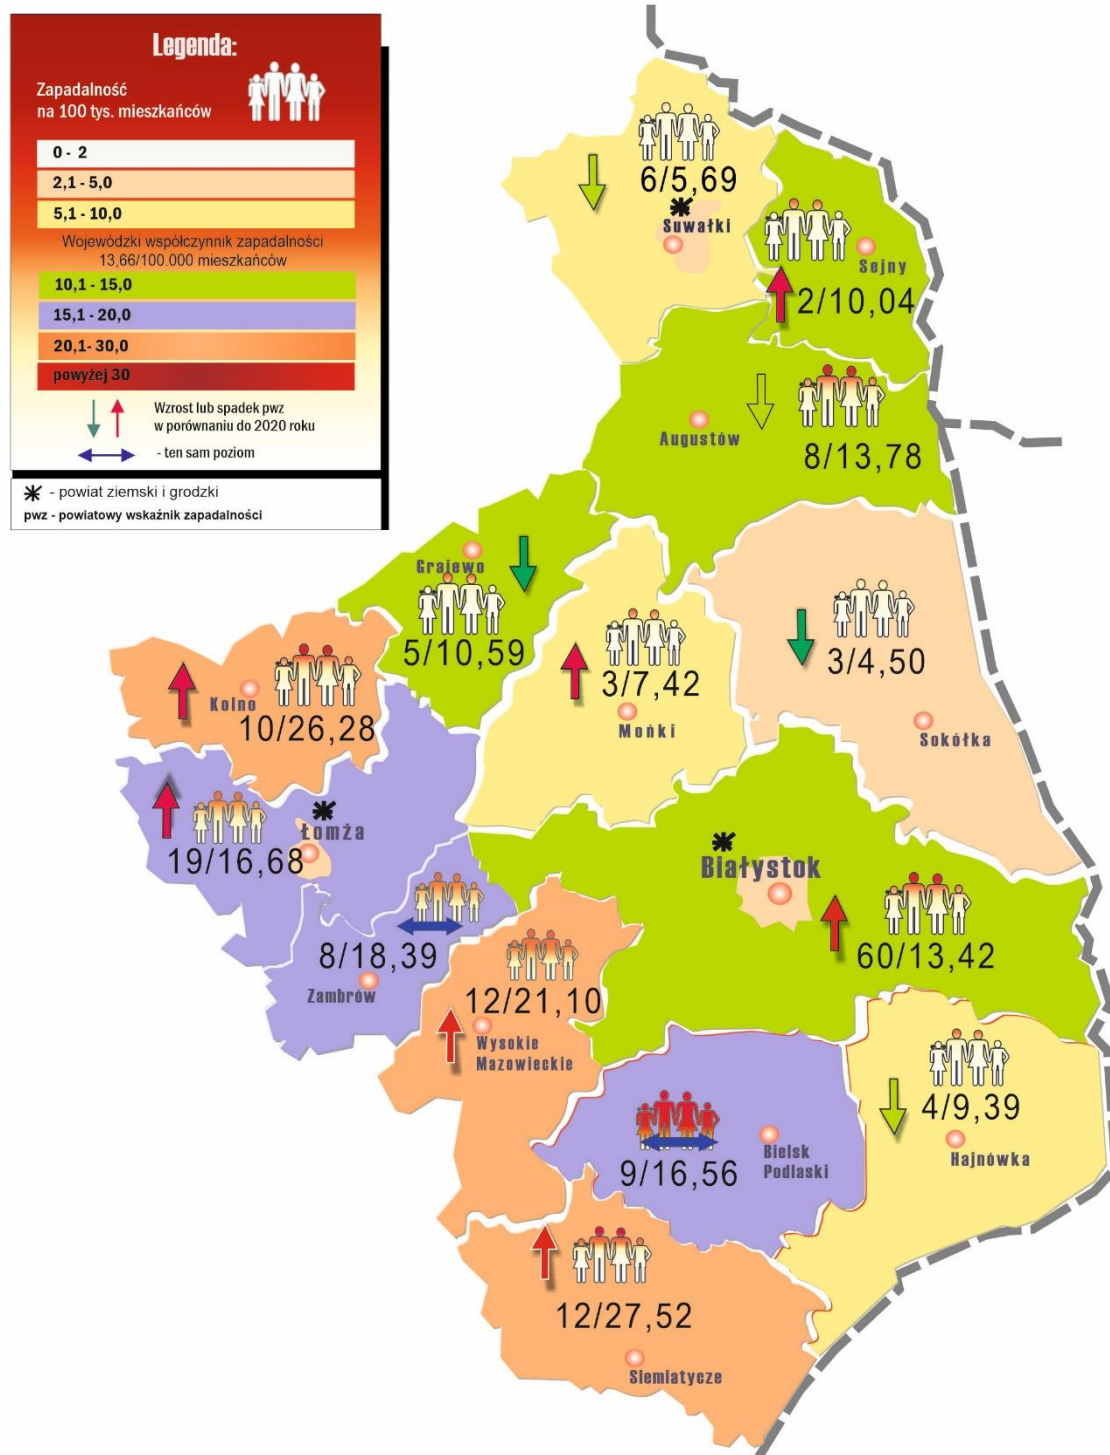 Legenda:
Zapadalność
na 100 tys. mieszkańców
0 - 2
2,1 - 5,0
5,1 - 10,0
Wojewódzki współczynnik zapadalności
13,66/100.000 mieszkańców
10,1 - 15,0
15,1 - 20,0
20,1- 30,0
powyżej 30
Wzrost lub spadek pwz
w porównaniu do 2020 roku
- ten sam poziom
- powiat ziemski i grodzki
pwz - powiatowy wskaźnik zapadalności
6/5,69
Suwałki
Sejny
2/10,04
Augustów
8/13,78
Grajewo
5/10,59
3/7,42
Mońki
3/4,50
Sokółka
Kolno
10/26,28
Łomża
19/16,68
Białystok
60/13,42
8/18,39
Zambrów
12/21,10
Wysokie
Mazowieckie
4/9,39
Hajnówka
9/16,56
Bielsk
Podlaski
12/27,52
Siemiatycze